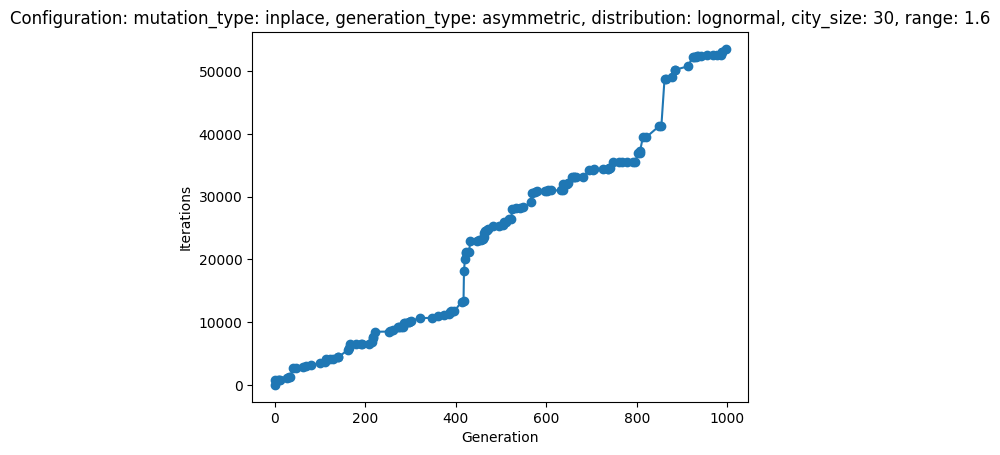 Configuration: mutation_type: inplace, generation_type: asymmetric, distribution: lognormal, city_size: 30, range: 1.6
50000
40000
30000
20000
10000
0
Iterations
0 200 400 600 800 1000
Generation